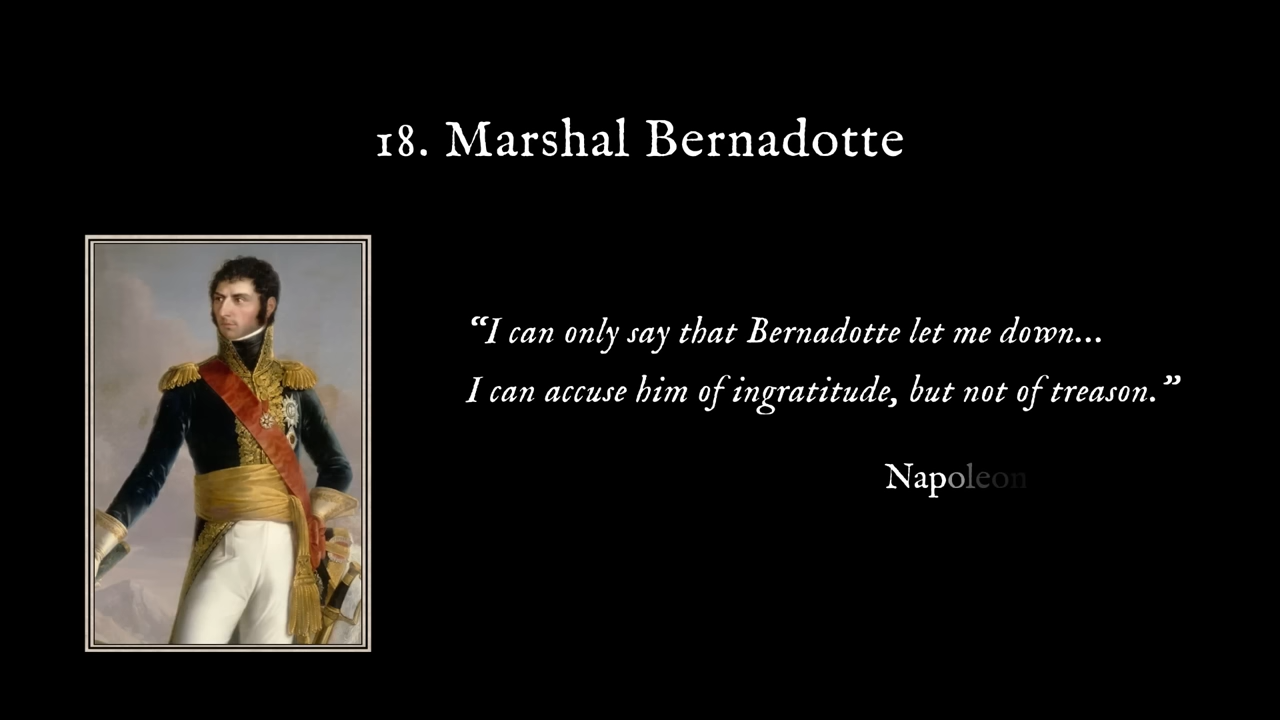 18. Marshal Bernadotte
“I can only say that Bernadotte let me down...
I can accuse him of ingratitude, but not of treason.”
Napoleon